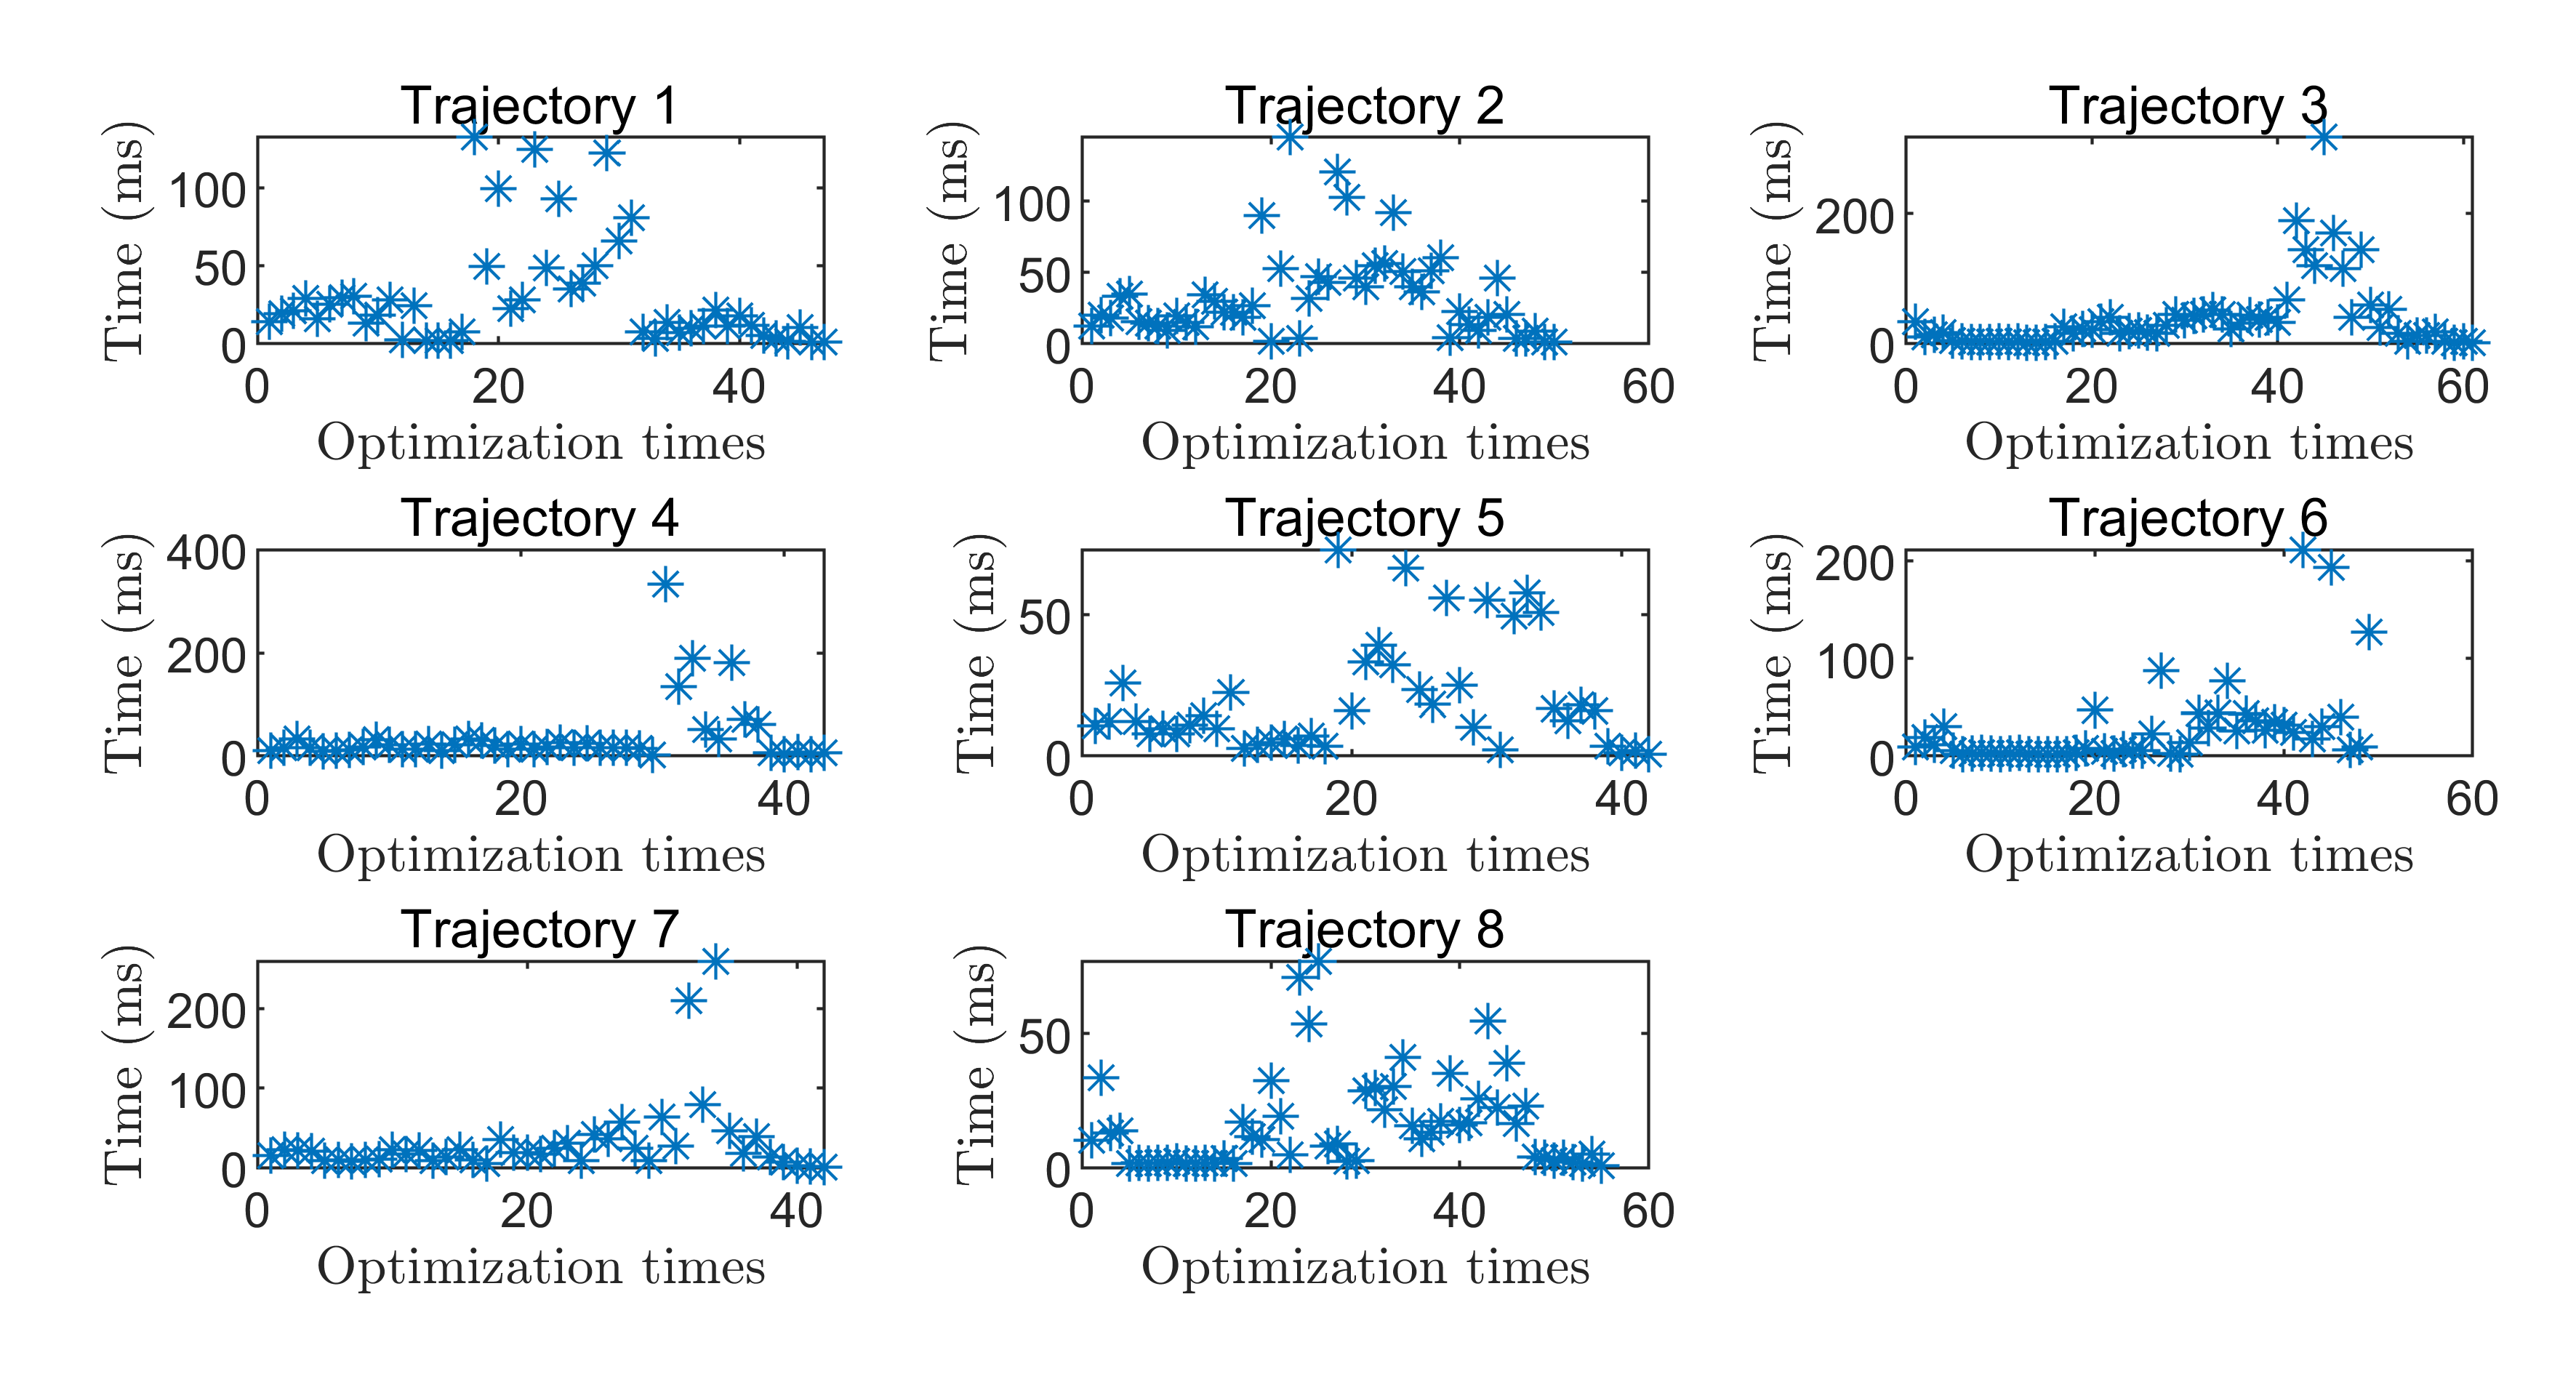 Trajectory 1
Time (ms)
100
50
0
0 20 40
Optimization times
Trajectory 2
Time (ms)
100
50
0
0 20 40 60
Optimization times
Trajectory 3
Time (ms)
200
0
0 20 40 60
Optimization times
Trajectory 4
Time (ms)
400
200
0
0 20 40
Optimization times
Trajectory 5
Time (ms)
50
0
0 20 40
Optimization times
Trajectory 6
Time (ms)
200
100
0
0 20 40 60
Optimization times
Trajectory 7
Time (ms)
200
100
0
0 20 40
Optimization times
Trajectory 8
Time (ms)
50
0
0 20 40 60
Optimization times